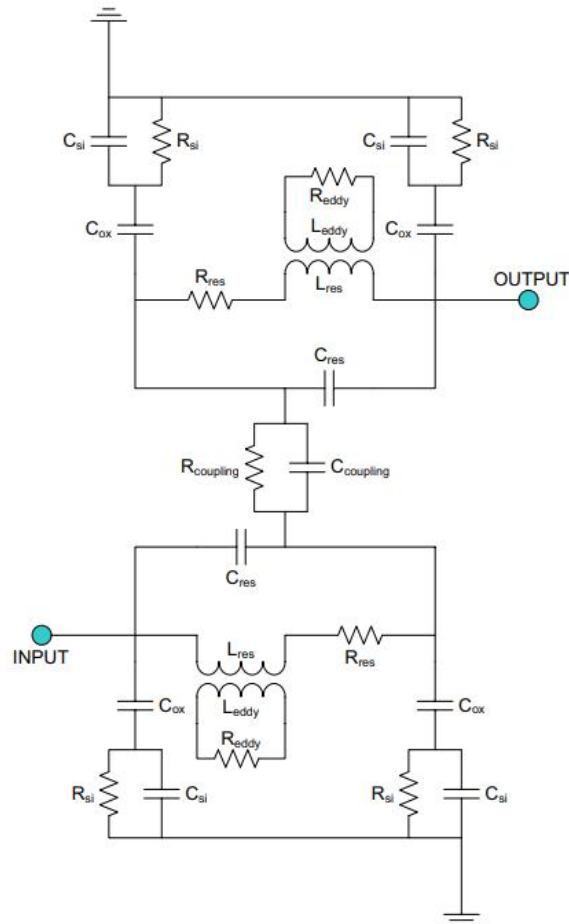 Csi
Rsi
Csi
Rsi
Reddy
Cox
Leddy
Cox
Rres
Lres
OUTPUT
Cres
Rcoupling
Ccoupling
Cres
INPUT
Lres
Rres
Cox
Leddy
Cox
Reddy
Rsi
Csi
Rsi
Csi